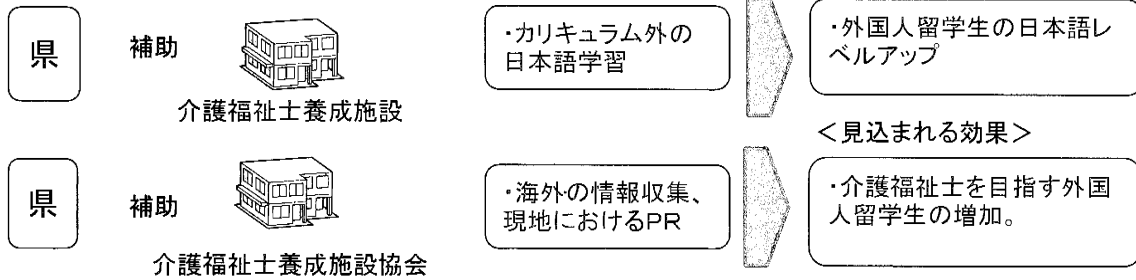 県
補助
介護福祉士養成施設
・カリキュラム外の
日本語学習
・外国人留学生の日本語レ
ベルアップ
<見込まれる効果>
県
補助
介護福祉士養成施設協会
・海外の情報収集、
現地におけるPR
・介護福祉士を目指す外国
人留学生の増加。